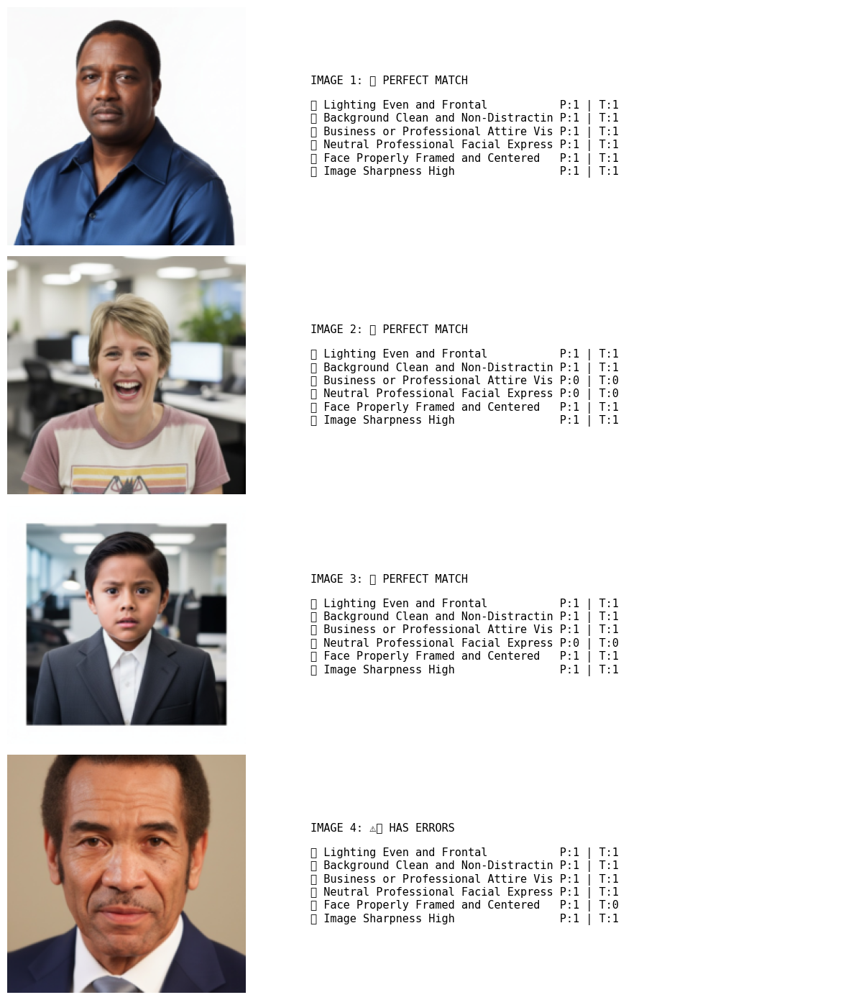 IMAGE 1: ▯ PERFECT MATCH
▯ Lighting Even and Frontal P:1 | T:1
▯ Background Clean and Non-Distractin P:1 | T:1
▯ Business or Professional Attire Vis P:1 | T:1
▯ Neutral Professional Facial Express P:1 | T:1
▯ Face Properly Framed and Centered P:1 | T:1
▯ Image Sharpness High P:1 | T:1
IMAGE 2: ▯ PERFECT MATCH
▯ Lighting Even and Frontal P:1 | T:1
▯ Background Clean and Non-Distractin P:1 | T:1
▯ Business or Professional Attire Vis P:0 | T:0
▯ Neutral Professional Facial Express P:0 | T:0
▯ Face Properly Framed and Centered P:1 | T:1
▯ Image Sharpness High P:1 | T:1
IMAGE 3: ▯ PERFECT MATCH
▯ Lighting Even and Frontal P:1 | T:1
▯ Background Clean and Non-Distractin P:1 | T:1
▯ Business or Professional Attire Vis P:1 | T:1
▯ Neutral Professional Facial Express P:0 | T:0
▯ Face Properly Framed and Centered P:1 | T:1
▯ Image Sharpness High P:1 | T:1
IMAGE 4: ⚠▯ HAS ERRORS
▯ Lighting Even and Frontal P:1 | T:1
▯ Background Clean and Non-Distractin P:1 | T:1
▯ Business or Professional Attire Vis P:1 | T:1
▯ Neutral Professional Facial Express P:1 | T:1
▯ Face Properly Framed and Centered P:1 | T:0
▯ Image Sharpness High P:1 | T:1